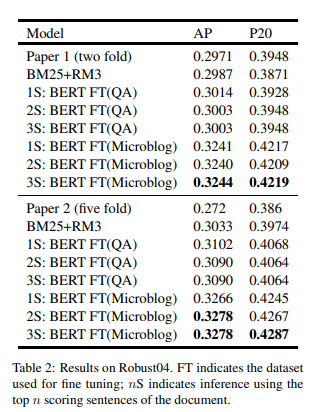 Model AP P20
Paper 1 (two fold) 0.2971 0.3948
BM25+RM3 0.2987 0.3871
1S: BERT FT(QA) 0.3014 0.3928
2S: BERT FT(QA) 0.3003 0.3948
3S: BERT FT(QA) 0.3003 0.3948
1S: BERT FT(Microblog) 0.3241 0.4217
2S: BERT FT(Microblog) 0.3240 0.4209
3S: BERT FT(Microblog) 0.3244 0.4219
Paper 2 (five fold) 0.272 0.386
BM25+RM3 0.3033 0.3974
1S: BERT FT(QA) 0.3102 0.4068
2S: BERT FT(QA) 0.3090 0.4064
3S: BERT FT(QA) 0.3090 0.4064
1S: BERT FT(Microblog) 0.3266 0.4245
2S: BERT FT(Microblog) 0.3278 0.4267
3S: BERT FT(Microblog) 0.3278 0.4287
Table 2: Results on Robust04. FT indicates the dataset
used for fine tuning; nS indicates inference using the
top n scoring sentences of the document.